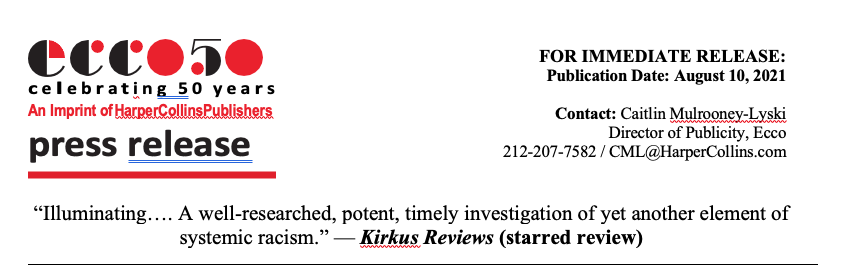 ecco50
celebrating 50 years
An Imprint of HarperCollinsPublishers
press release
FOR IMMEDIATE RELEASE:
Publication Date: August 10, 2021
Contact: Caitlin Mulrooney-Lyski
Director of Publicity, Ecco
212-207-7582 / CML@HarperCollins.com
“Illuminating…. A well-researched, potent, timely investigation of yet another element of
systemic racism.” — Kirkus Reviews (starred review)